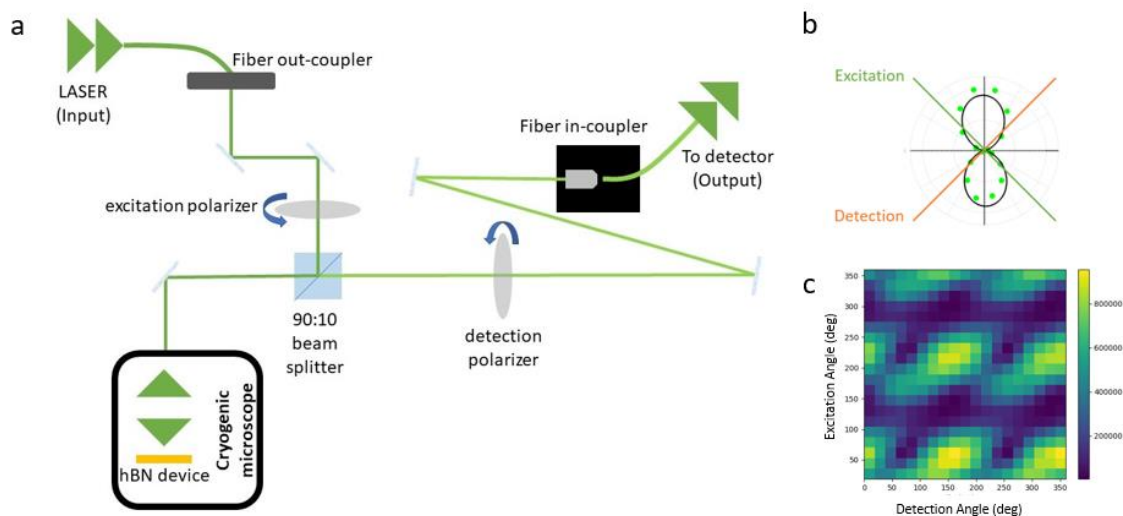 a
LASER
(Input)
Fiber out-coupler
excitation polarizer
90:10
beam
splitter
Cryogenic
microscope
hBN device
detection
polarizer
Fiber in-coupler
To detector
(Output)
b
Excitation
Detection
c
Excitation Angle (deg)
350
300
250
200
150
100
50
0
50
100
150
200
250
300
350
Detection Angle (deg)
800000
600000
400000
200000